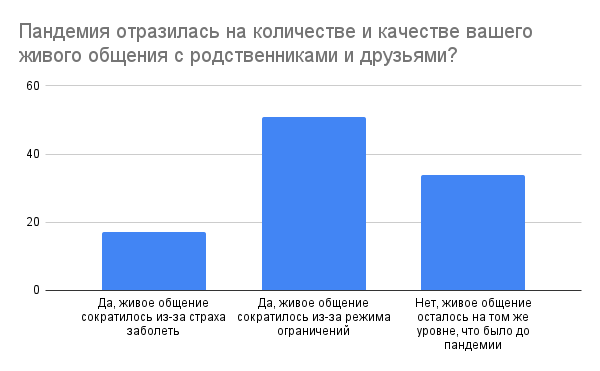 Пандемия отразилась на количестве и качестве вашего
живого общения с родственниками и друзьями?
60
40
20
0
Да, живое общение
сократилось из-за страха
заболеть
Да, живое общение
сократилось из-за режима
ограничений
Нет, живое общение
осталось на том же
уровне, что было до
пандемии